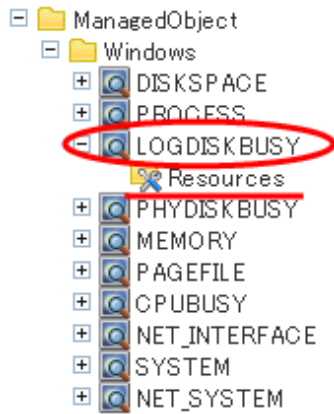 ManagedObject
Windows
DISKSPACE
PROCESS
LOGDISKBUSY
Resources
PHYDISKBUSY
MEMORY
PAGEFILE
CPUBUSY
NET_INTERFACE
SYSTEM
NET_SYSTEM